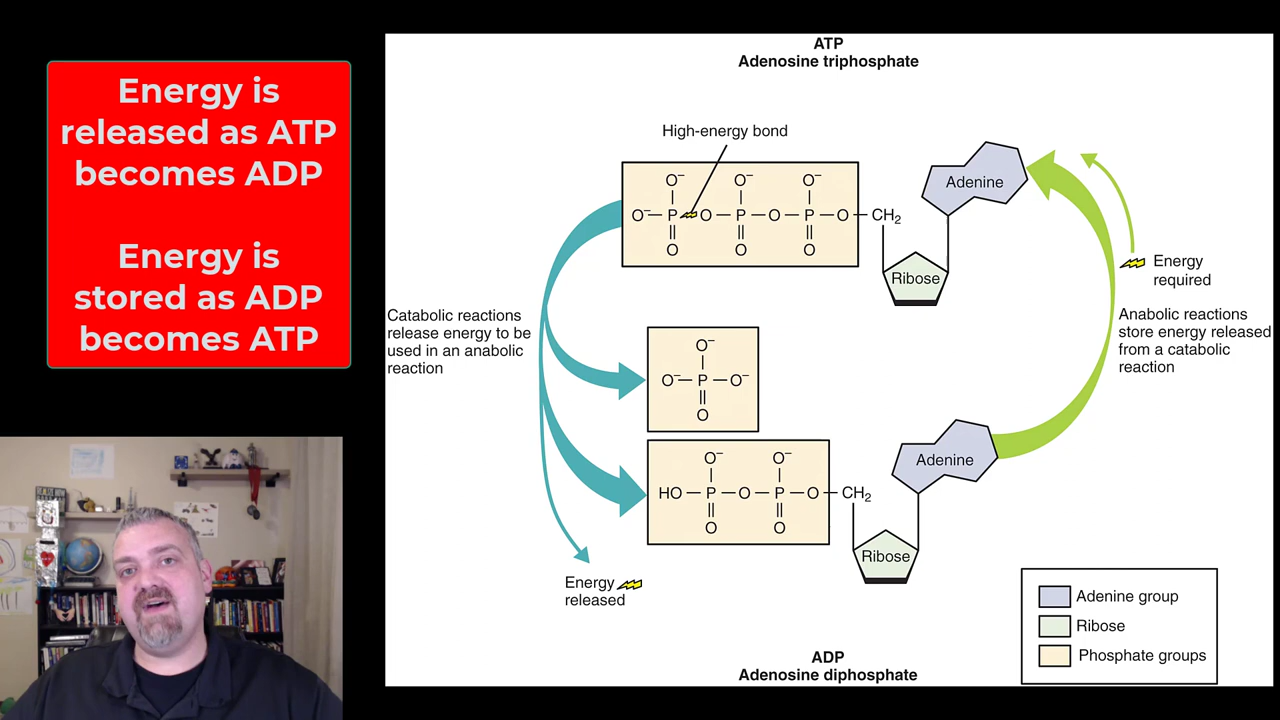 Energy is
released as ATP
becomes ADP
Energy is
stored as ADP
becomes ATP
ATP
Adenosine triphosphate
High-energy bond
O⁻ O⁻ O⁻
O⁻ P O P O P O CH₂
O O O
Adenine
Ribose
Energy
required
Catabolic reactions
release energy to be
used in an anabolic
reaction
Anabolic reactions
store energy released
from a catabolic
reaction
O⁻
O⁻ P O⁻
O
O⁻ O⁻
HO P O P O CH₂
O O
Adenine
Ribose
Energy
released
Adenine group
Ribose
Phosphate groups
ADP
Adenosine diphosphate